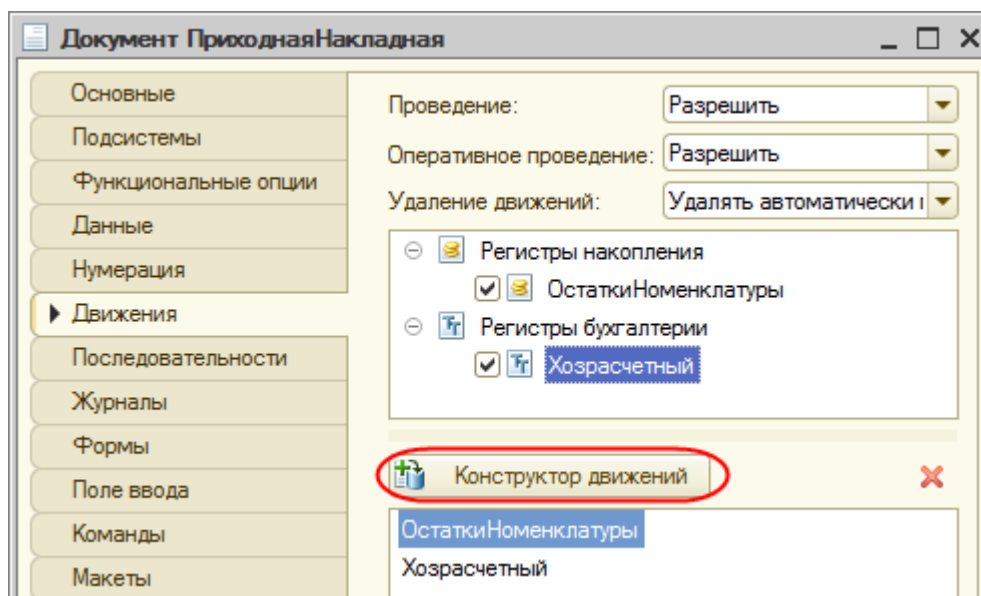 Документ ПриходнаяНакладная
Основные
Подсистемы
Функциональные опции
Данные
Нумерация
Движения
Последовательности
Журналы
Формы
Поле ввода
Команды
Макеты
Проведение: Разрешить
Оперативное проведение: Разрешить
Удаление движений: Удалять автоматически
Регистры накопления
ОстаткиНоменклатуры
Регистры бухгалтерии
Хозрасчетный
Конструктор движений
ОстаткиНоменклатуры
Хозрасчетный